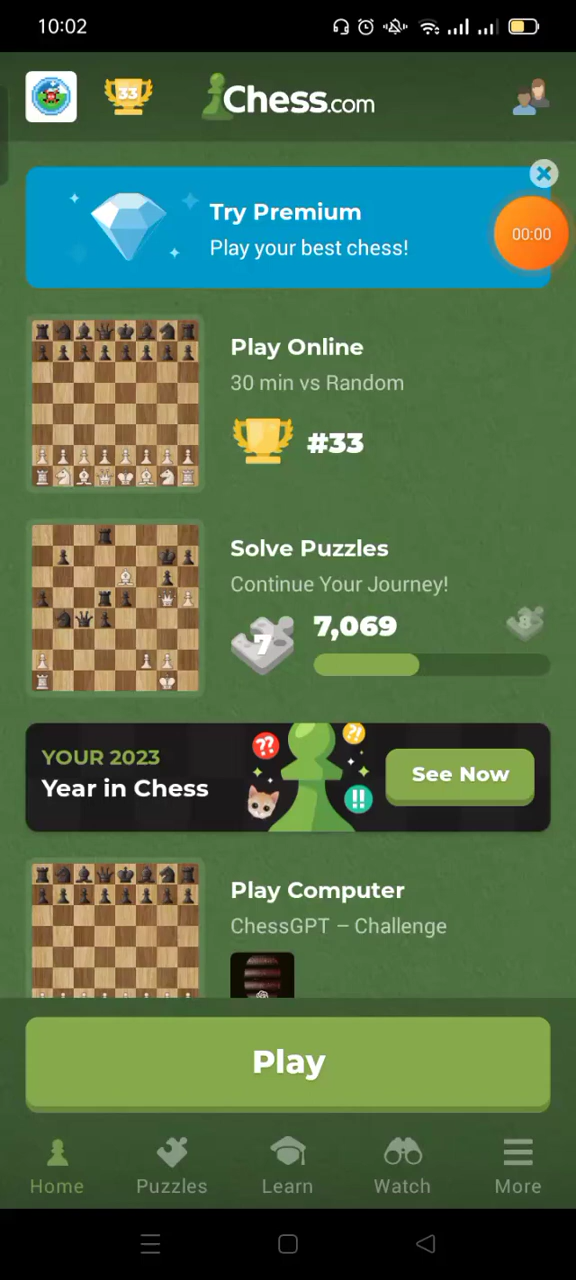 10:02
33
Chess.com
Try Premium
Play your best chess!
00:00
Play Online
30 min vs Random
#33
Solve Puzzles
Continue Your Journey!
7
7,069
8
YOUR 2023
Year in Chess
??
?!
!!
See Now
Play Computer
ChessGPT – Challenge
Play
Home
Puzzles
Learn
Watch
More